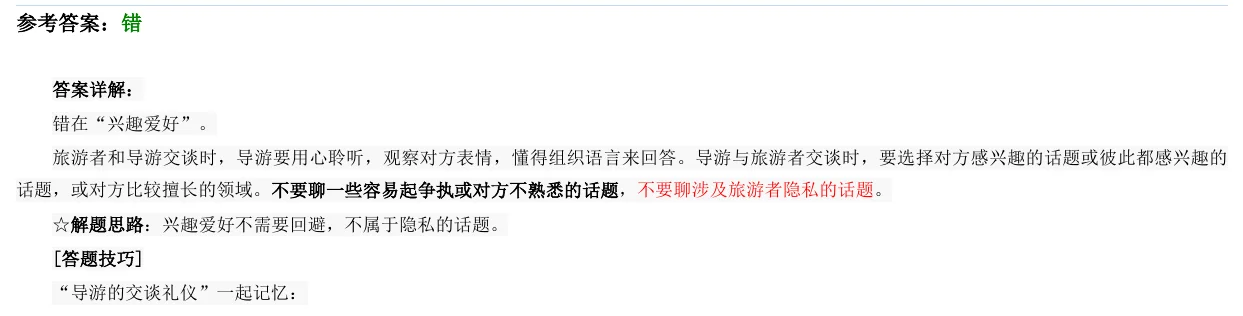 参考答案：错
答案详解：
错在“兴趣爱好”。
旅游者和导游交谈时，导游要用心聆听，观察对方表情，懂得组织语言来回答。导游与旅游者交谈时，要选择对方感兴趣的话题或彼此都感兴趣的
话题，或对方比较擅长的领域。不要聊一些容易起争执或对方不熟悉的话题，不要聊涉及旅游者隐私的话题。
☆解题思路：兴趣爱好不需要回避，不属于隐私的话题。
[答题技巧]
“导游的交谈礼仪”一起记忆：